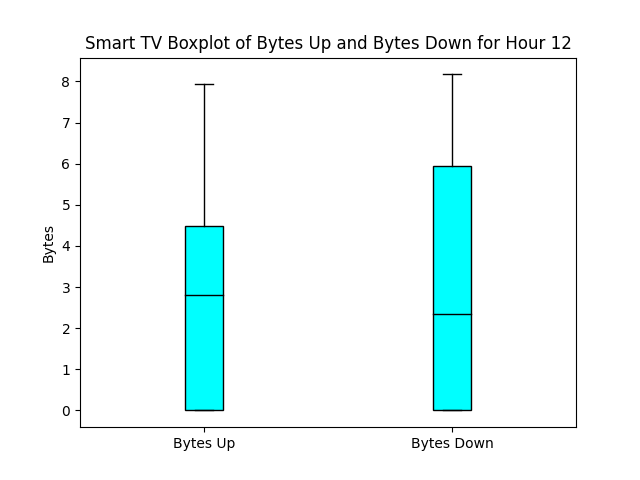 Smart TV Boxplot of Bytes Up and Bytes Down for Hour 12
8
7
6
5
4
3
2
1
0
Bytes
Bytes Up
Bytes Down